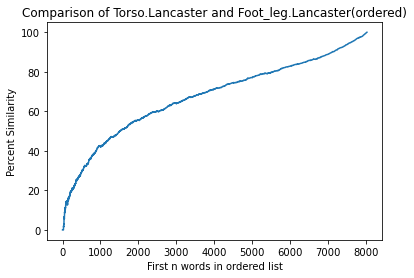 Comparison of Torso.Lancaster and Foot_leg.Lancaster(ordered)
100
80
60
40
20
0
Percent Similarity
0 1000 2000 3000 4000 5000 6000 7000 8000
First n words in ordered list